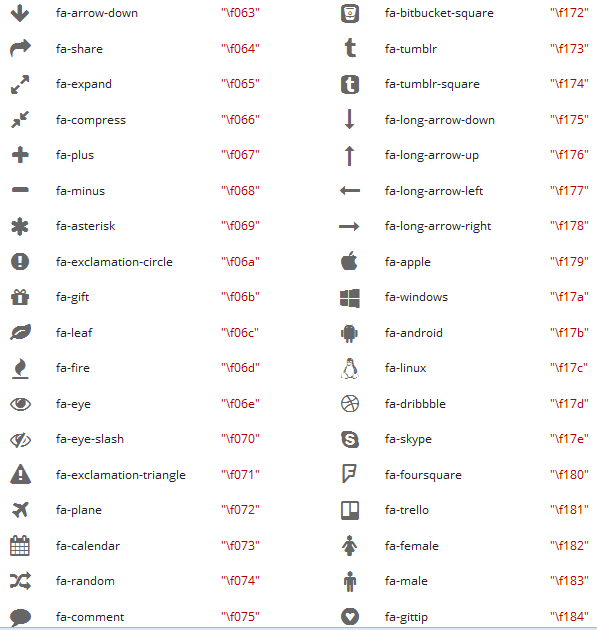 fa-arrow-down "\f063" fa-bitbucket-square "\f172"
fa-share "\f064" fa-tumblr "\f173"
fa-expand "\f065" fa-tumblr-square "\f174"
fa-compress "\f066" fa-long-arrow-down "\f175"
fa-plus "\f067" fa-long-arrow-up "\f176"
fa-minus "\f068" fa-long-arrow-left "\f177"
fa-asterisk "\f069" fa-long-arrow-right "\f178"
fa-exclamation-circle "\f06a" fa-apple "\f179"
fa-gift "\f06b" fa-windows "\f17a"
fa-leaf "\f06c" fa-android "\f17b"
fa-fire "\f06d" fa-linux "\f17c"
fa-eye "\f06e" fa-dribbble "\f17d"
fa-eye-slash "\f070" fa-skype "\f17e"
fa-exclamation-triangle "\f071" fa-foursquare "\f180"
fa-plane "\f072" fa-trello "\f181"
fa-calendar "\f073" fa-female "\f182"
fa-random "\f074" fa-male "\f183"
fa-comment "\f075" fa-gittip "\f184"